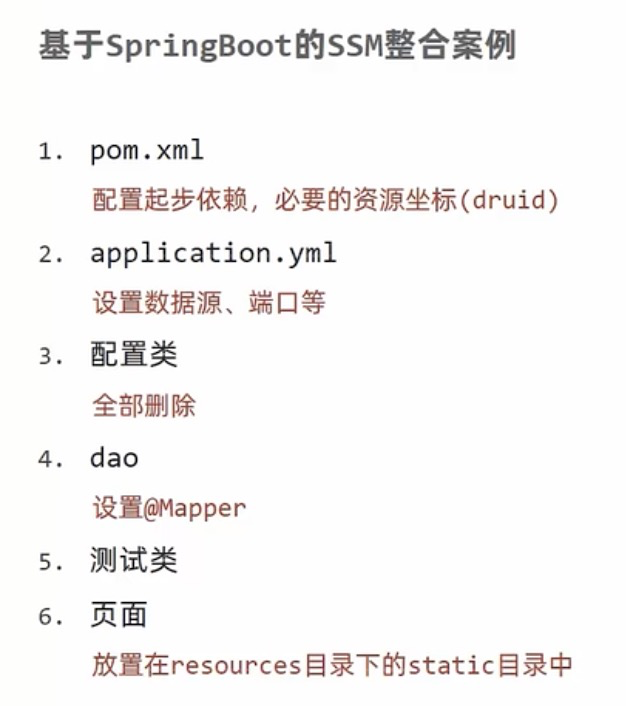 基于SpringBoot的SSM整合案例
1. pom.xml
配置起步依赖，必要的资源坐标(druid)
2. application.yml
设置数据源、端口等
3. 配置类
全部删除
4. dao
设置@Mapper
5. 测试类
6. 页面
放置在resources目录下的static目录中